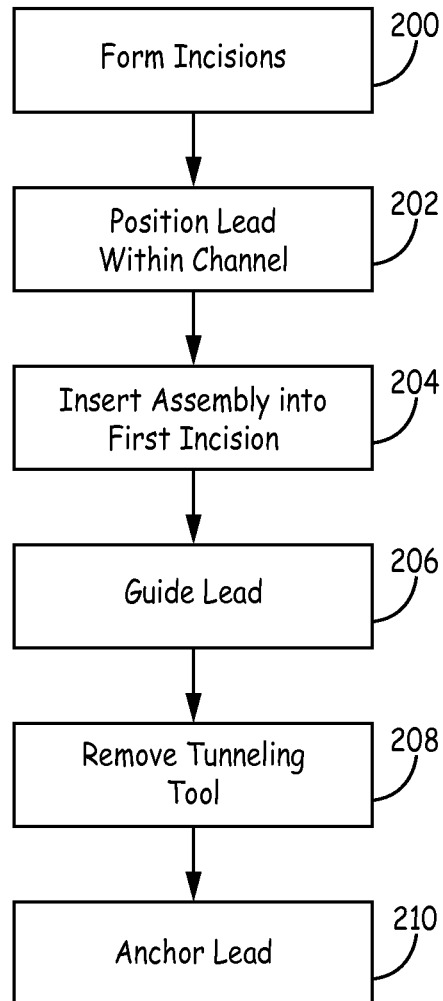 200
Form Incisions
202
Position Lead
Within Channel
204
Insert Assembly into
First Incision
206
Guide Lead
208
Remove Tunneling
Tool
210
Anchor Lead